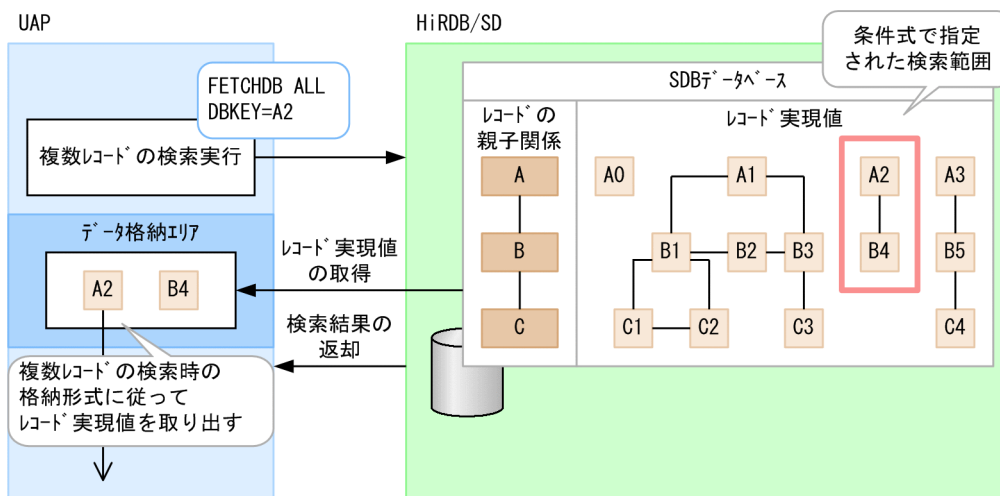 UAP
HiRDB/SD
条件式で指定
された検索範囲
FETCHDB ALL
DBKEY=A2
SDBﾃﾞｰﾀﾍﾞｰｽ
ﾚｺｰﾄﾞの
親子関係
ﾚｺｰﾄﾞ実現値
複数ﾚｺｰﾄﾞの検索実行
A
A0
A1
A2
A3
ﾃﾞｰﾀ格納ｴﾘｱ
ﾚｺｰﾄﾞ実現値
の取得
B
B1
B2
B3
B4
B5
A2
B4
検索結果の
返却
C
C1
C2
C3
C4
複数ﾚｺｰﾄﾞの検索時の
格納形式に従って
ﾚｺｰﾄﾞ実現値を取り出す